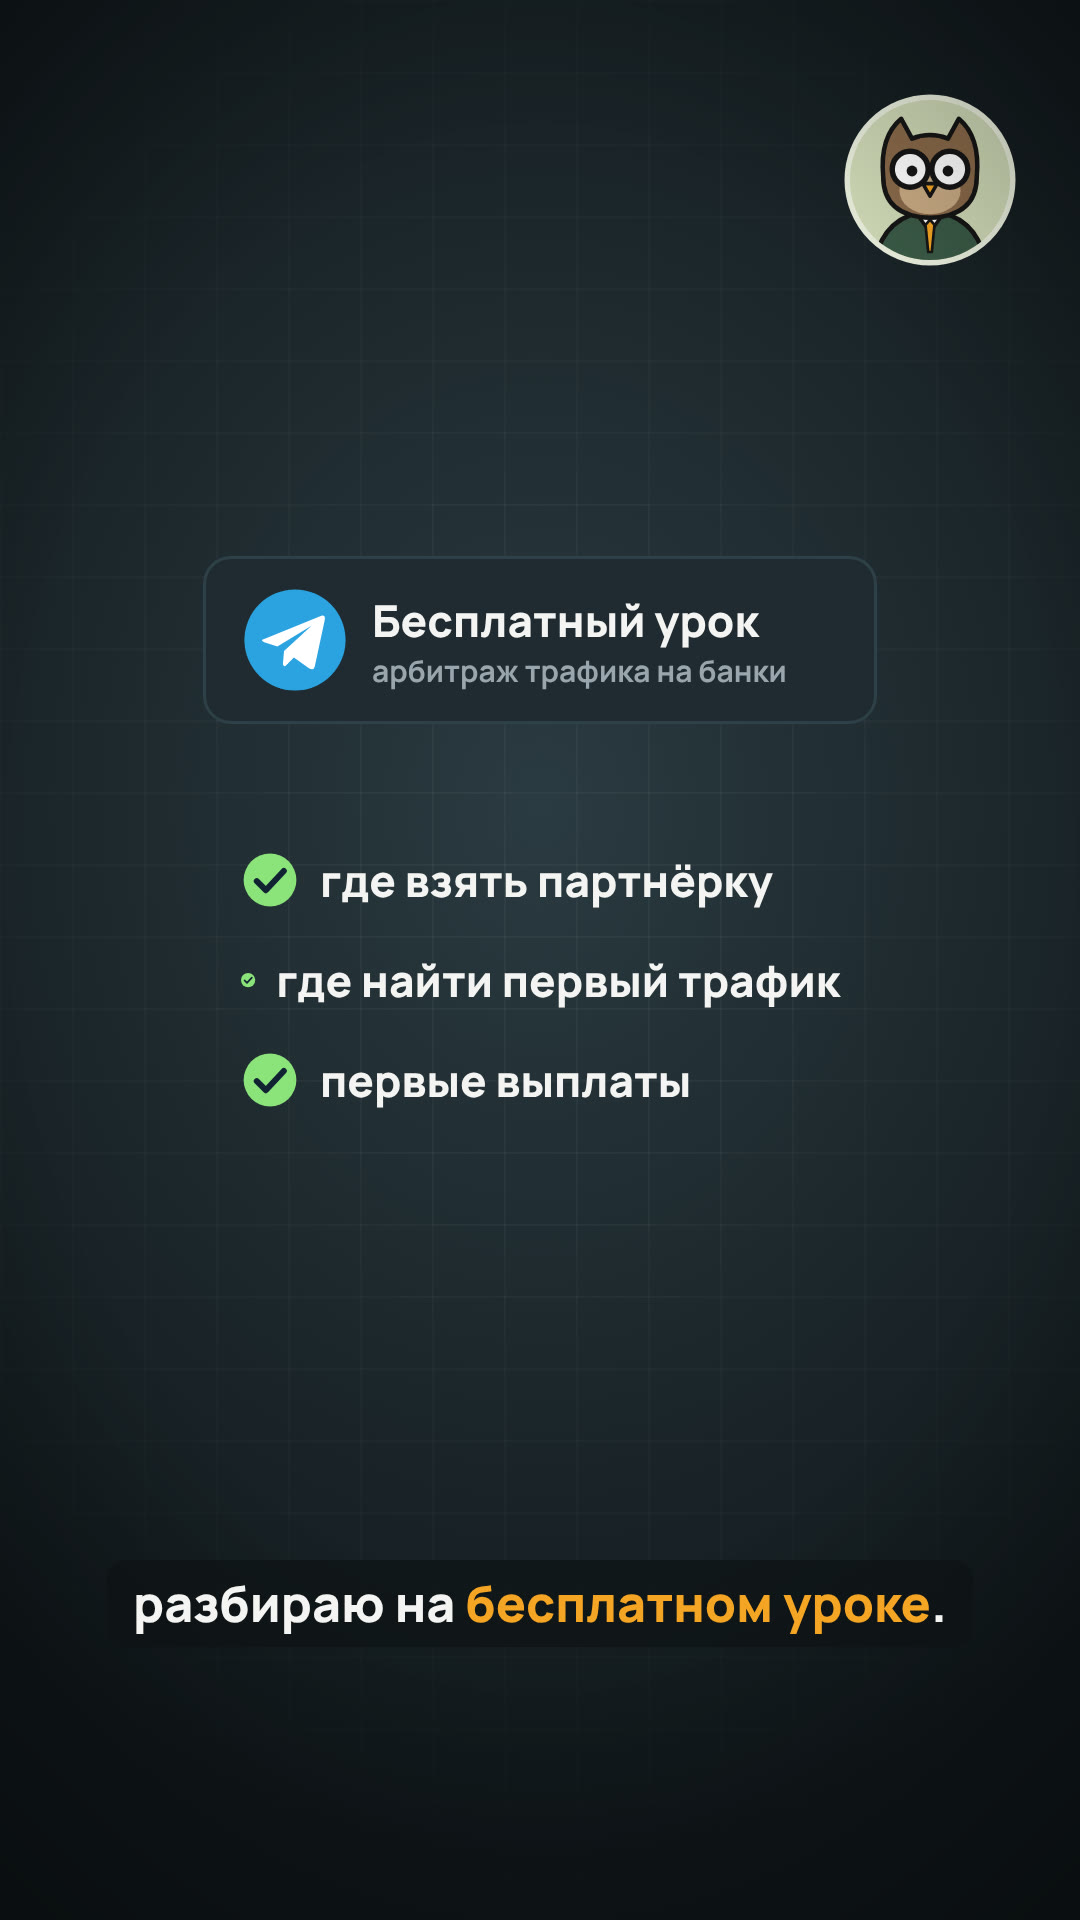 Бесплатный урок
арбитраж трафика на банки
где взять партнёрку
где найти первый трафик
первые выплаты
разбираю на бесплатном уроке.